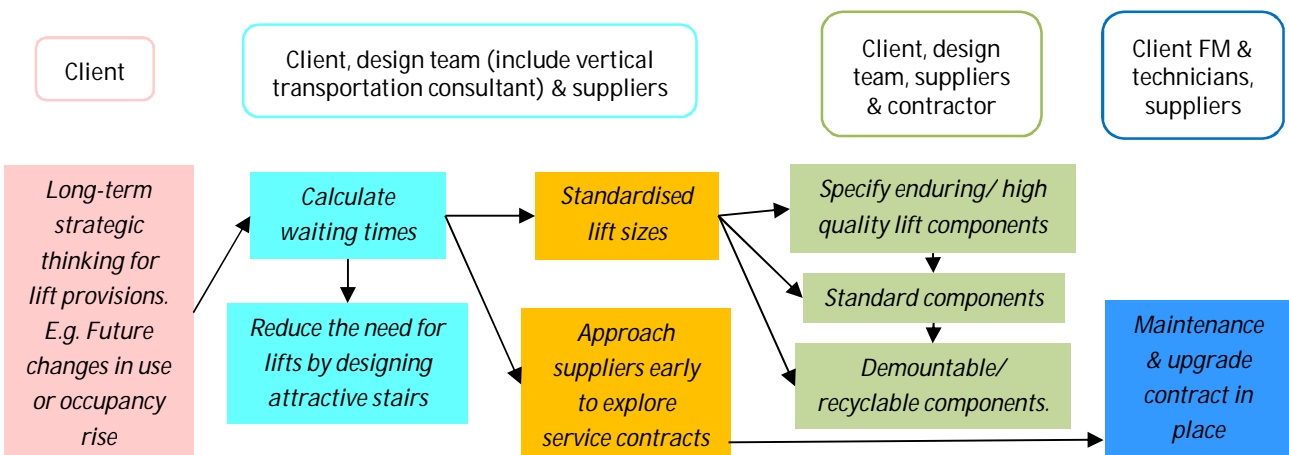 Client
Client, design team (include vertical
transportation consultant) & suppliers
Client, design
team, suppliers
& contractor
Client FM &
technicians,
suppliers
Long-term
strategic
thinking for
lift provisions.
E.g. Future
changes in use
or occupancy
rise
Calculate
waiting times
Reduce the need for
lifts by designing
attractive stairs
Standardised
lift sizes
Approach
suppliers early
to explore
service contracts
Specify enduring/ high
quality lift components
Standard components
Demountable/
recyclable components.
Maintenance
& upgrade
contract in
place